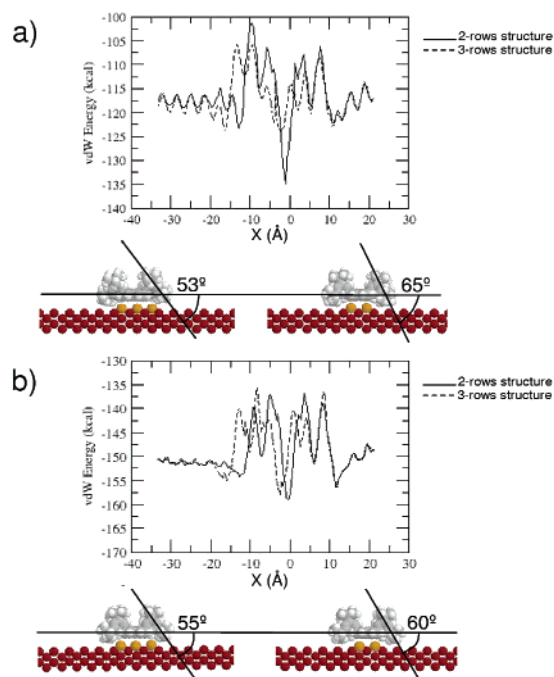 a)
-100
-105
-110
-115
-120
-125
-130
-135
-140
vdW Energy (kcal)
-40 -30 -20 -10 0 10 20 30
X (Å)
2-rows structure
3-rows structure
53º
65º
b)
-130
-135
-140
-145
-150
-155
-160
-165
-170
vdW Energy (kcal)
-40 -30 -20 -10 0 10 20 30
X (Å)
2-rows structure
3-rows structure
55º
60º